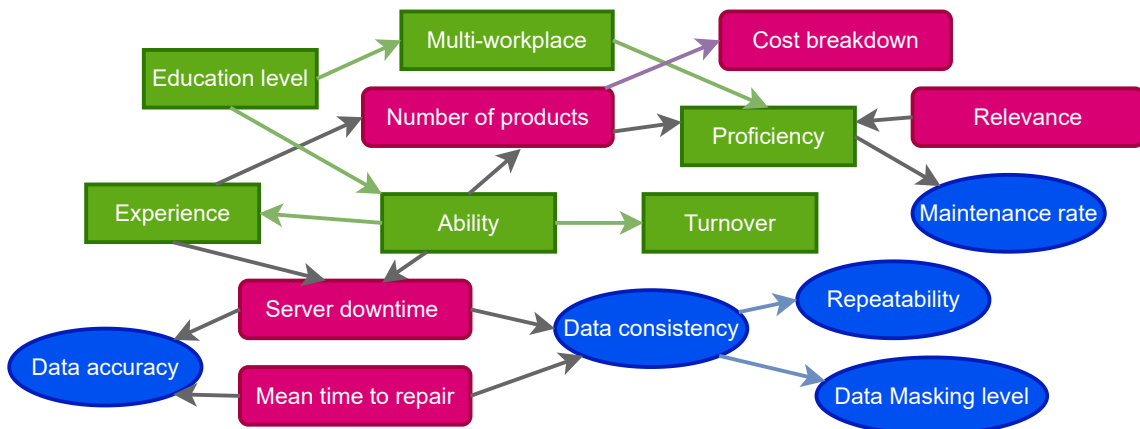 Multi-workplace
Cost breakdown
Education level
Number of products
Relevance
Proficiency
Experience
Ability
Turnover
Maintenance rate
Server downtime
Data consistency
Repeatability
Data accuracy
Mean time to repair
Data Masking level